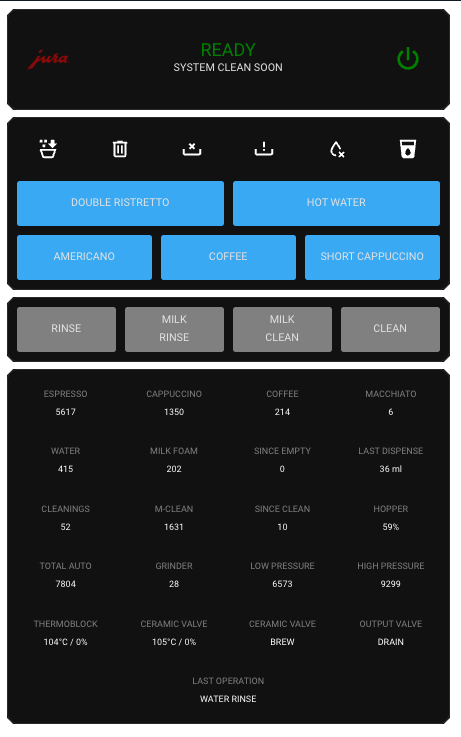 jura
READY
SYSTEM CLEAN SOON
DOUBLE RISTRETTO
HOT WATER
AMERICANO
COFFEE
SHORT CAPPUCCINO
RINSE
MILK
RINSE
MILK
CLEAN
CLEAN
ESPRESSO
5617
CAPPUCCINO
1350
COFFEE
214
MACCHIATO
6
WATER
415
MILK FOAM
202
SINCE EMPTY
0
LAST DISPENSE
36 ml
CLEANINGS
52
M-CLEAN
1631
SINCE CLEAN
10
HOPPER
59%
TOTAL AUTO
7804
GRINDER
28
LOW PRESSURE
6573
HIGH PRESSURE
9299
THERMOBLOCK
104°C / 0%
CERAMIC VALVE
105°C / 0%
CERAMIC VALVE
BREW
OUTPUT VALVE
DRAIN
LAST OPERATION
WATER RINSE